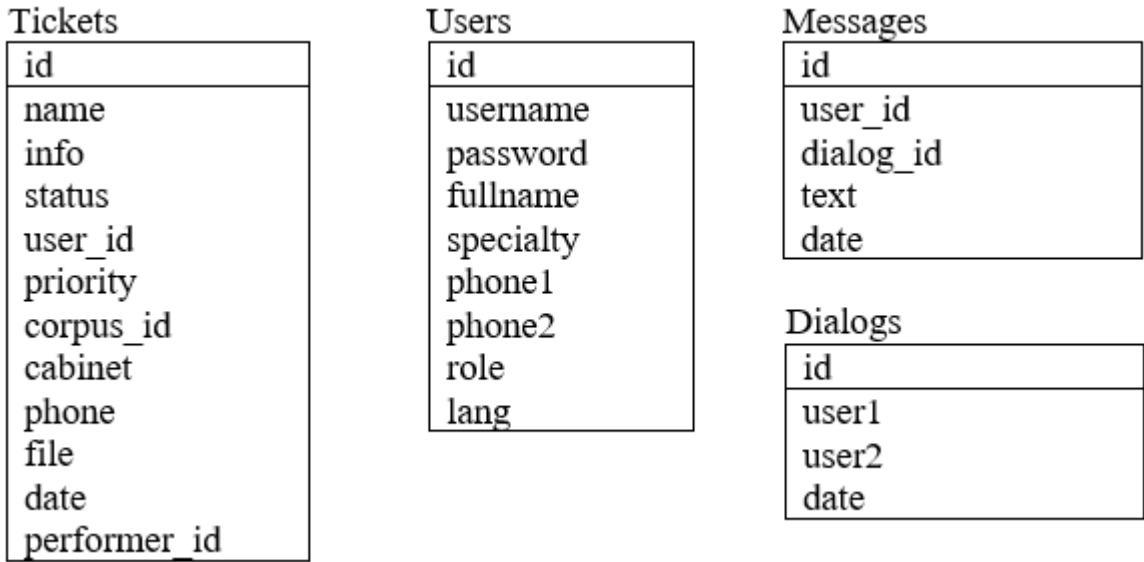 Tickets
id
name
info
status
user_id
priority
corpus_id
cabinet
phone
file
date
performer_id
Users
id
username
password
fullname
specialty
phone1
phone2
role
lang
Messages
id
user_id
dialog_id
text
date
Dialogs
id
user1
user2
date